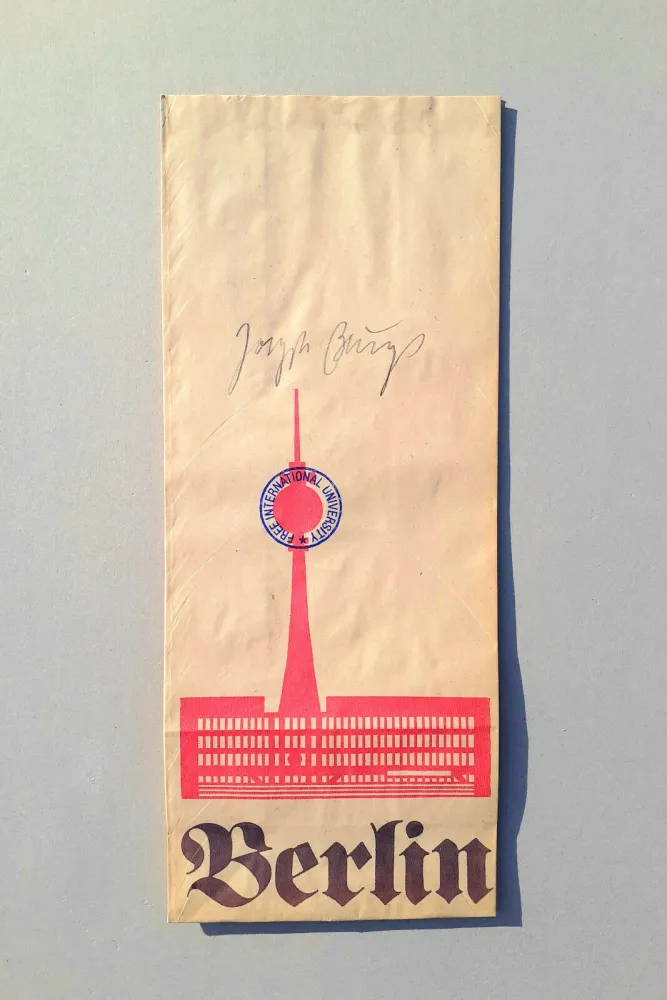 Joseph Beuys
FREE INTERNATIONAL UNIVERSITY ★
Berlin